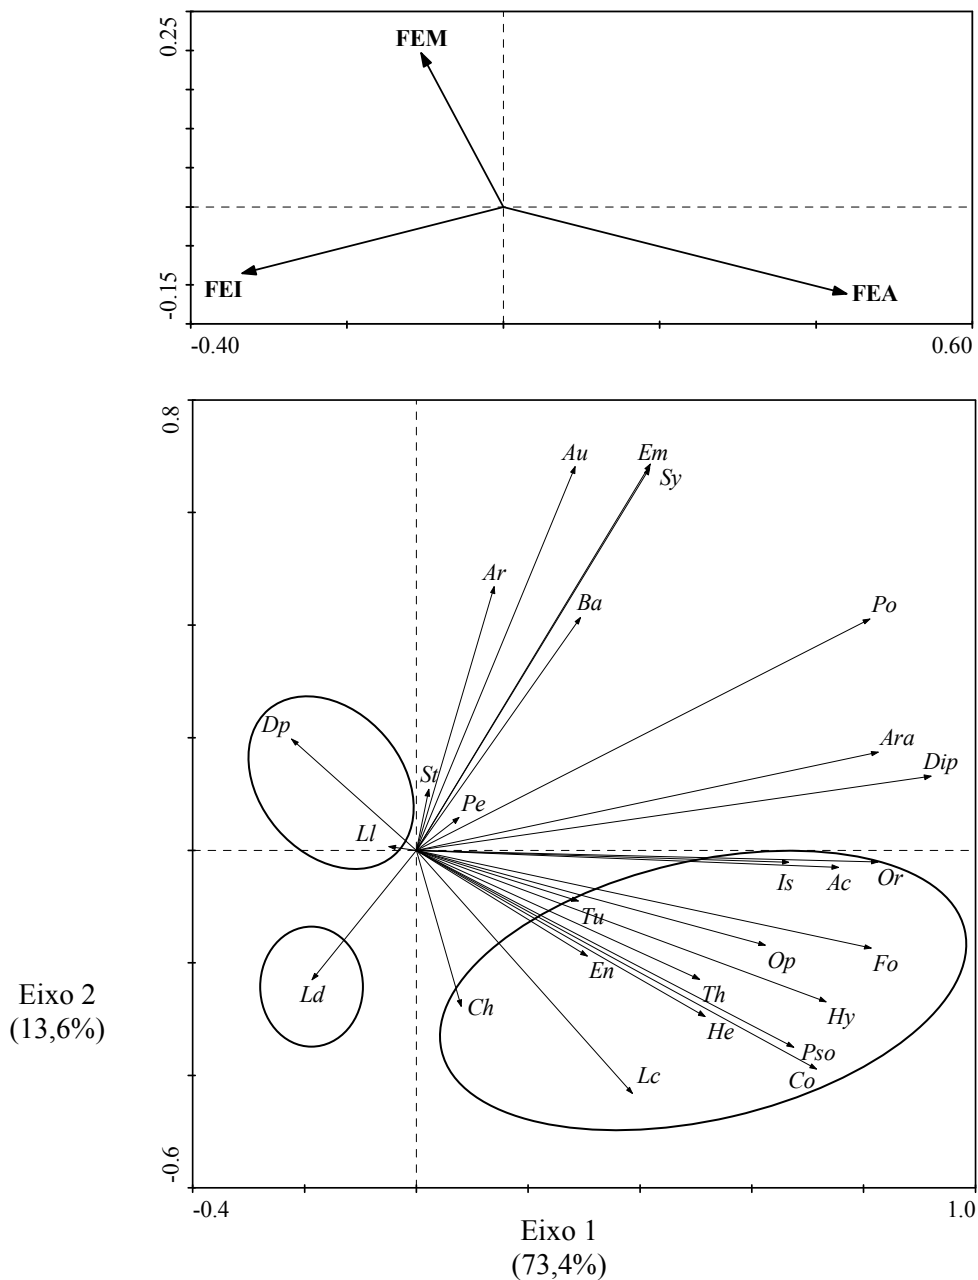 0.25
FEM
FEI
FEA
-0.15
-0.40
0.60
0.8
Au
Em
Sy
Ar
Ba
Po
Dp
Ara
Dip
St
Pe
Ll
Is
Ac
Or
Tu
En
Op
Fo
Ld
Ch
Th
Hy
He
Pso
Lc
Co
Eixo 2
(13,6%)
-0.6
-0.4
1.0
Eixo 1
(73,4%)